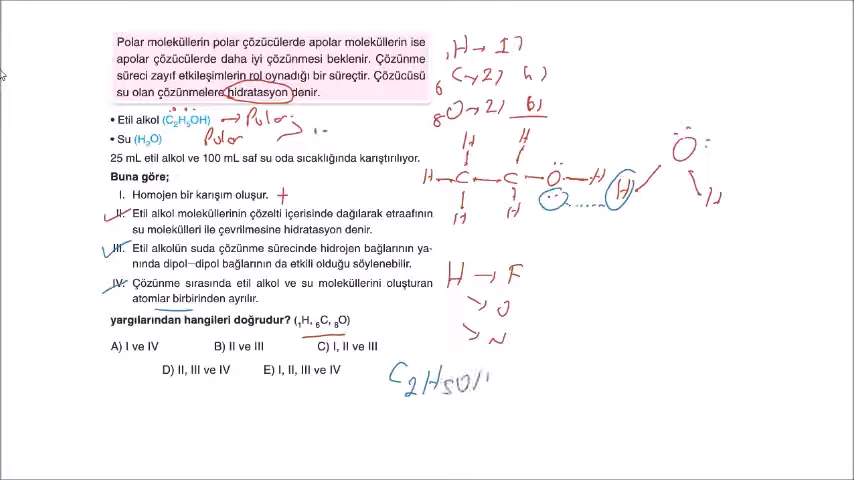 Polar moleküllerin polar çözücülerde apolar moleküllerin ise
apolar çözücülerde daha iyi çözünmesi beklenir. Çözünme
süreci zayıf etkileşimlerin rol oynadığı bir süreçtir. Çözücüsü
su olan çözünmelere hidratasyon denir.
• Etil alkol (C₂H₅OH) → Polar
• Su (H₂O) Polar
25 mL etil alkol ve 100 mL saf su oda sıcaklığında karıştırılıyor.
Buna göre;
I. Homojen bir karışım oluşur. +
II. Etil alkol moleküllerinin çözelti içerisinde dağılarak etraafının
su molekülleri ile çevrilmesine hidratasyon denir.
III. Etil alkolün suda çözünme sürecinde hidrojen bağlarının ya-
nında dipol–dipol bağlarının da etkili olduğu söylenebilir.
IV. Çözünme sırasında etil alkol ve su moleküllerini oluşturan
atomlar birbirinden ayrılır.
yargılarından hangileri doğrudur? (₁H, ₆C, ₈O)
A) I ve IV B) II ve III C) I, II ve III
D) II, III ve IV E) I, II, III ve IV
₁H → 1)
₆C → 2) 4)
₈O → 2) 6)
H H
H C C O H H O
H H H
H → F
→ O
→ N
C₂H₅OH